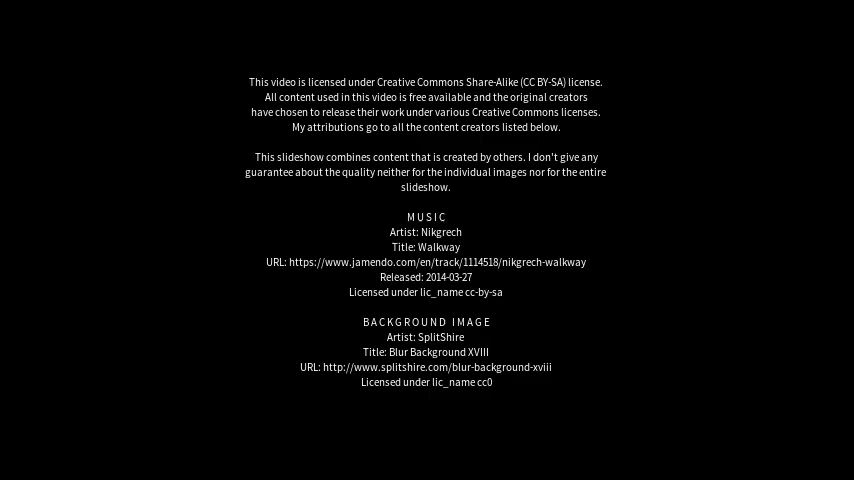 This video is licensed under Creative Commons Share-Alike (CC BY-SA) license.
All content used in this video is free available and the original creators
have chosen to release their work under various Creative Commons licenses.
My attributions go to all the content creators listed below.
This slideshow combines content that is created by others. I don't give any
guarantee about the quality neither for the individual images nor for the entire
slideshow.
MUSIC
Artist: Nikgrech
Title: Walkway
URL: https://www.jamendo.com/en/track/1114518/nikgrech-walkway
Released: 2014-03-27
Licensed under lic_name cc-by-sa
BACKGROUND IMAGE
Artist: SplitShire
Title: Blur Background XVIII
URL: http://www.splitshire.com/blur-background-xviii
Licensed under lic_name cc0